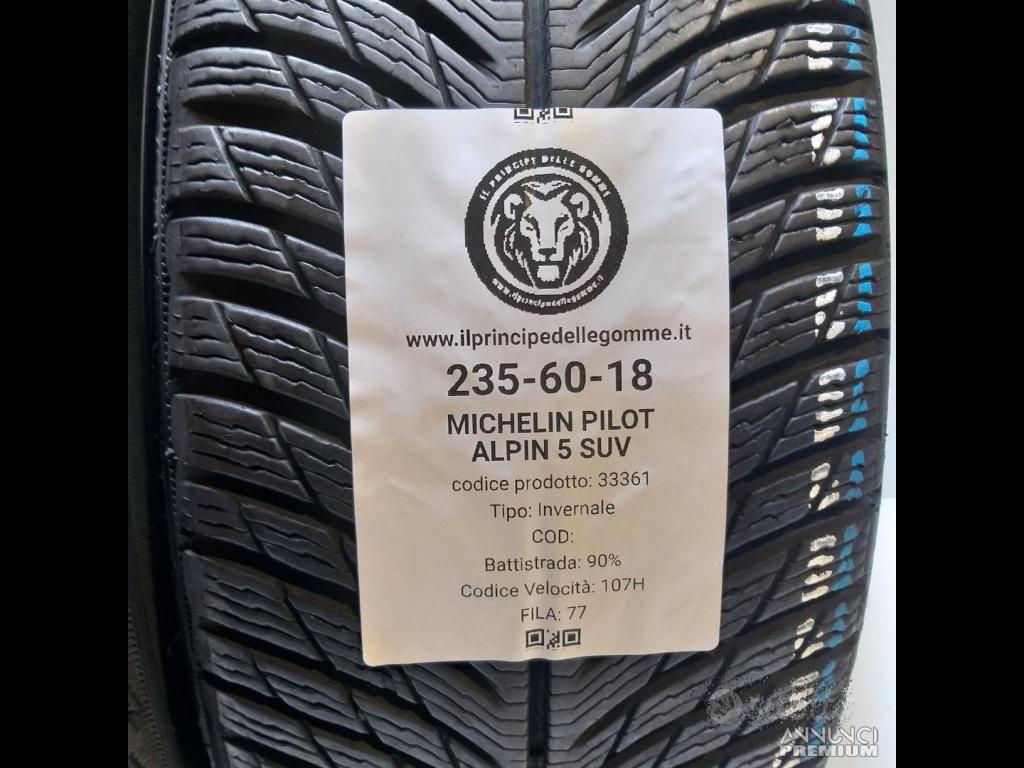 IL PRINCIPE DELLE GOMME
www.ilprincipedellegomme.it
www.ilprincipedellegomme.it
235-60-18
MICHELIN PILOT
ALPIN 5 SUV
codice prodotto: 33361
Tipo: Invernale
COD:
Battistrada: 90%
Codice Velocità: 107H
FILA: 77
ANNUNCI
PREMIUM